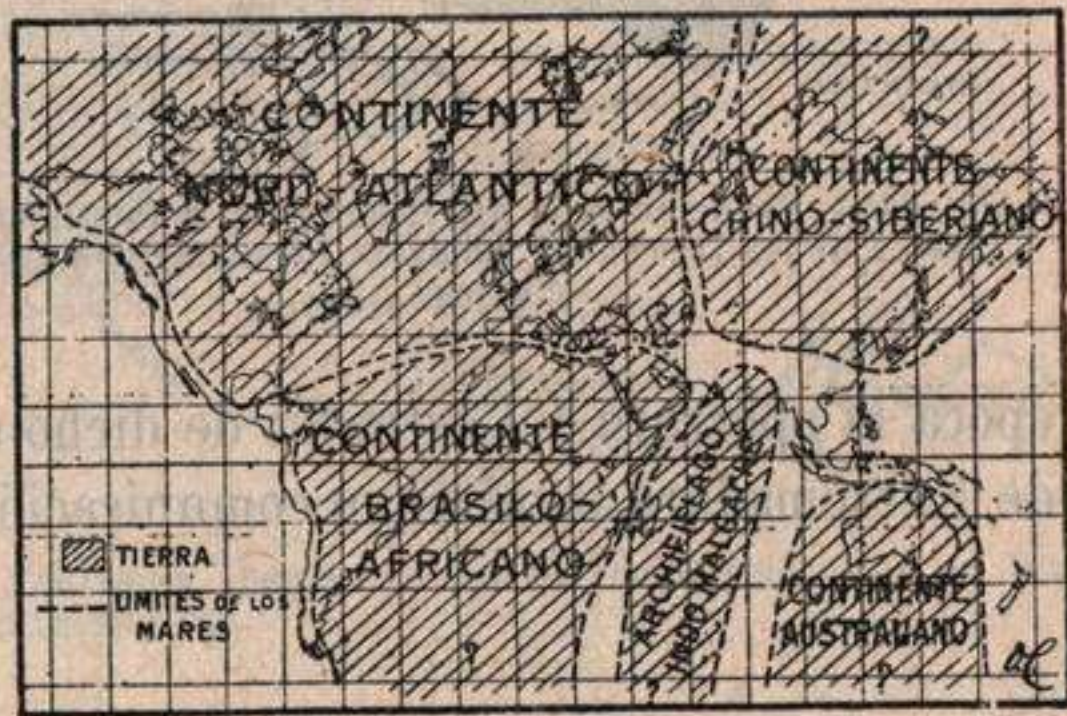 CONTINENTE
NORD-ATLANTICO
CONTINENTE
CHINO-SIBERIANO
CONTINENTE
BRASILO-
AFRICANO
ARCHIPIELAGO
INDO MALGACHE
CONTINENTE
AUSTRALIANO
TIERRA
LIMITES DE LOS
MARES
?
?
?
?
?